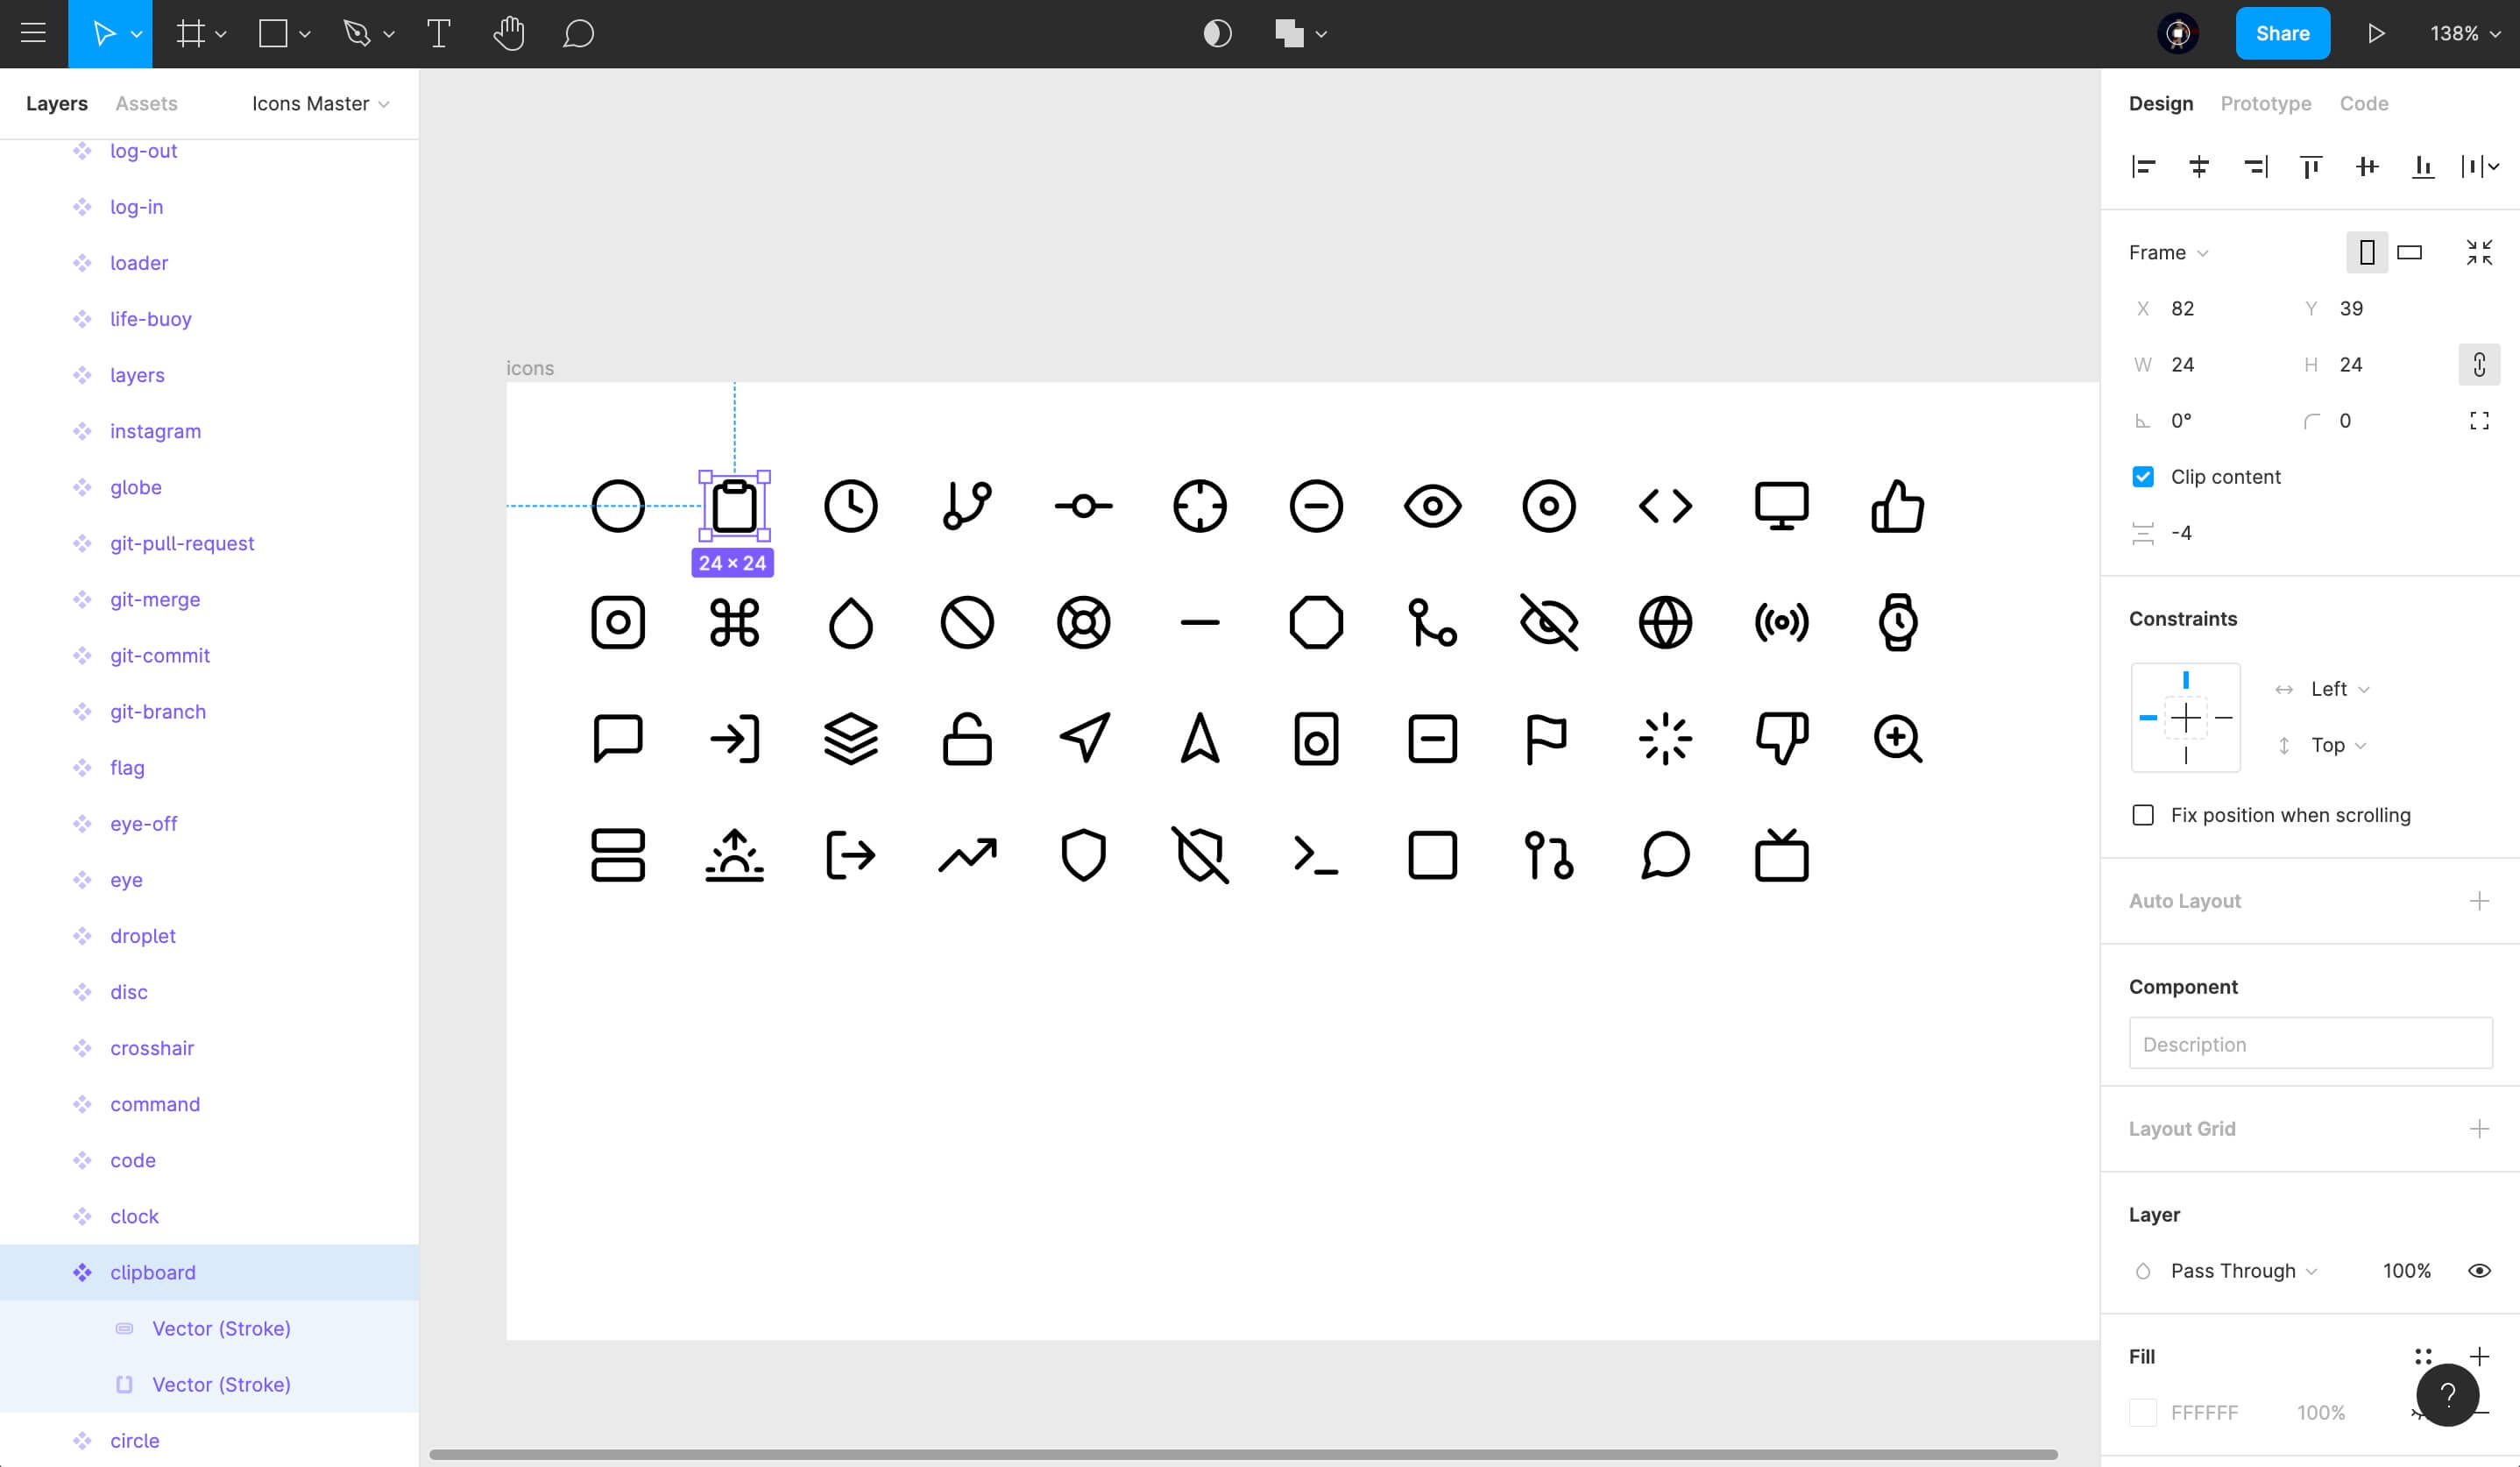 Share
138%
Layers Assets Icons Master
log-out
log-in
loader
life-buoy
layers
instagram
globe
git-pull-request
git-merge
git-commit
git-branch
flag
eye-off
eye
droplet
disc
crosshair
command
code
clock
clipboard
Vector (Stroke)
Vector (Stroke)
circle
icons
24 × 24
Design Prototype Code
Frame
X 82 Y 39
W 24 H 24
0° 0
Clip content
-4
Constraints
Left
Top
Fix position when scrolling
Auto Layout
Component
Description
Layout Grid
Layer
Pass Through 100%
Fill
FFFFFF 100%
?